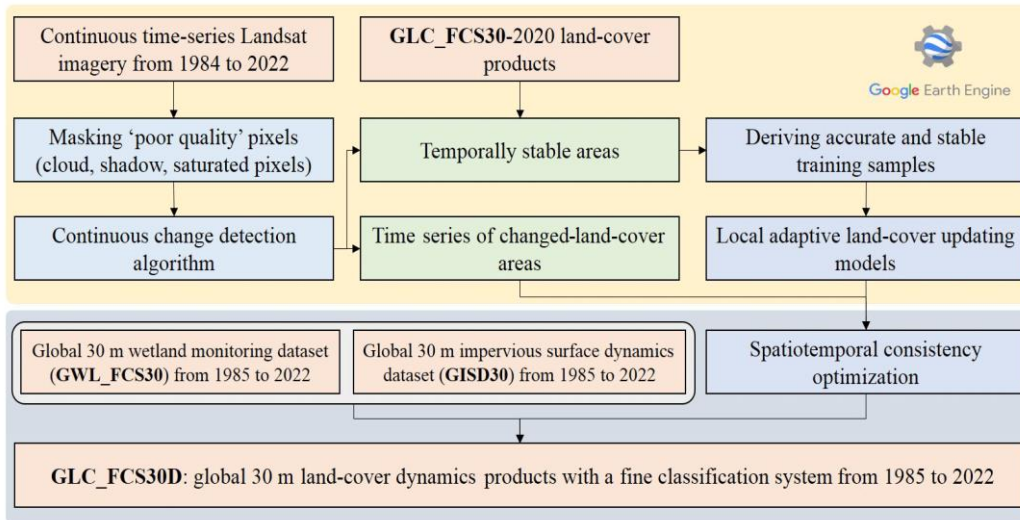 Continuous time-series Landsat
imagery from 1984 to 2022
GLC_FCS30-2020 land-cover
products
Google Earth Engine
Masking ‘poor quality’ pixels
(cloud, shadow, saturated pixels)
Temporally stable areas
Deriving accurate and stable
training samples
Continuous change detection
algorithm
Time series of changed-land-cover
areas
Local adaptive land-cover updating
models
Global 30 m wetland monitoring dataset
(GWL_FCS30) from 1985 to 2022
Global 30 m impervious surface dynamics
dataset (GISD30) from 1985 to 2022
Spatiotemporal consistency
optimization
GLC_FCS30D: global 30 m land-cover dynamics products with a fine classification system from 1985 to 2022